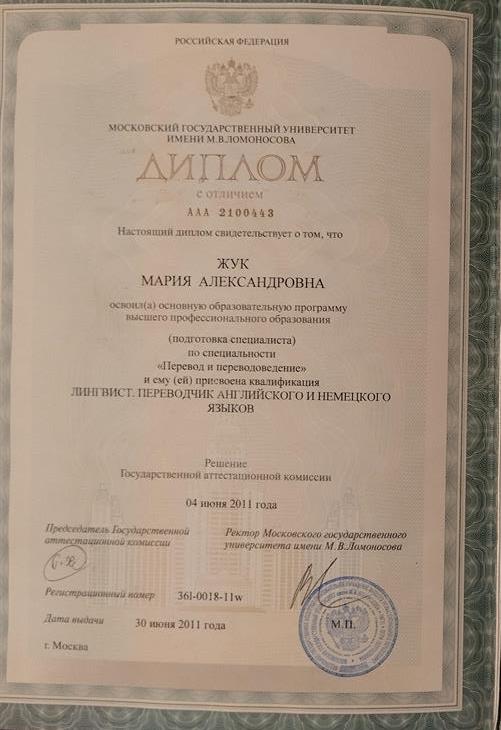 РОССИЙСКАЯ ФЕДЕРАЦИЯ
МОСКОВСКИЙ ГОСУДАРСТВЕННЫЙ УНИВЕРСИТЕТ
ИМЕНИ М.В.ЛОМОНОСОВА
ДИПЛОМ
с отличием
ААА 2100443
Настоящий диплом свидетельствует о том, что
ЖУК
МАРИЯ АЛЕКСАНДРОВНА
освоил(а) основную образовательную программу
высшего профессионального образования
(подготовка специалиста)
по специальности
«Перевод и переводоведение»
и ему (ей) присвоена квалификация
ЛИНГВИСТ. ПЕРЕВОДЧИК АНГЛИЙСКОГО И НЕМЕЦКОГО
ЯЗЫКОВ
Решение
Государственной аттестационной комиссии
04 июня 2011 года
Председатель Государственной
аттестационной комиссии
Ректор Московского государственного
университета имени М.В.Ломоносова
Регистрационный номер 36l-0018-11w
Дата выдачи 30 июня 2011 года
М.П.
г. Москва